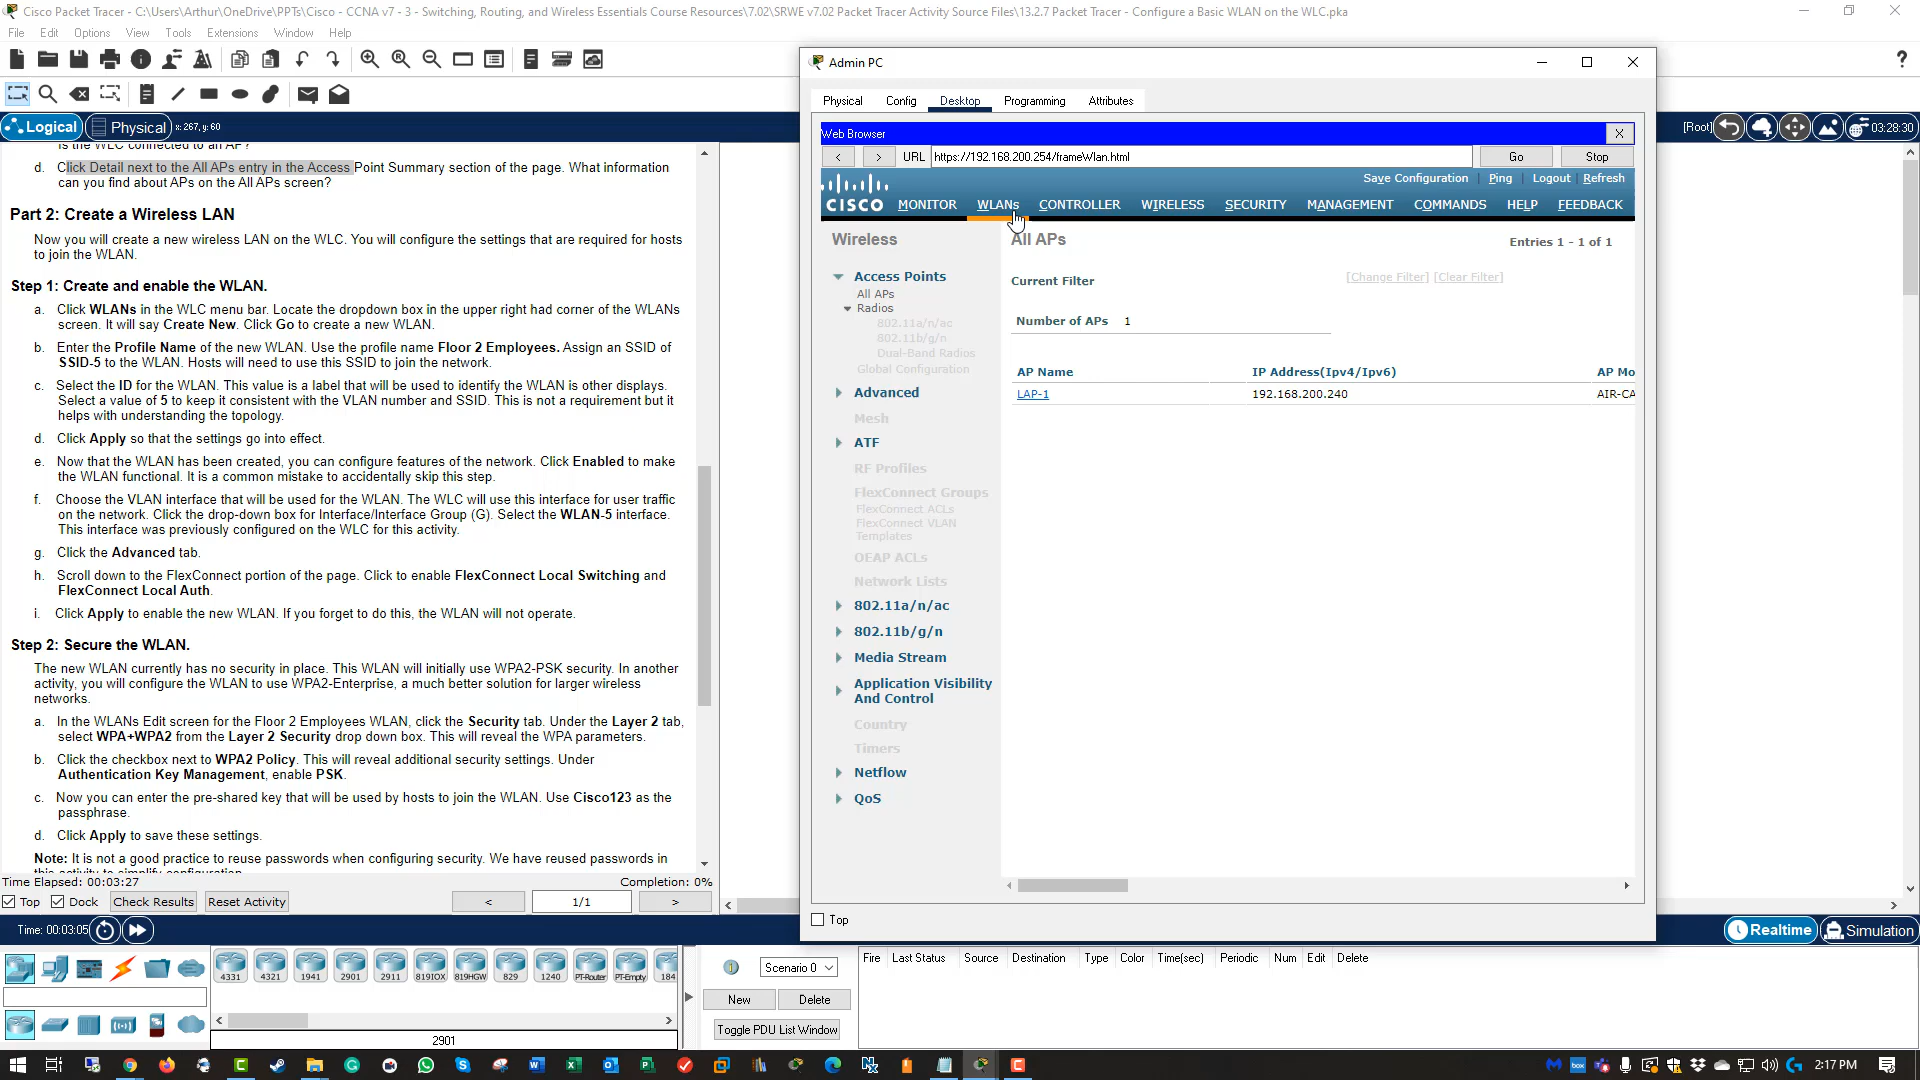 Cisco Packet Tracer - C:\Users\Arthur\OneDrive\PPTs\Cisco - CCNA v7 - 3 - Switching, Routing, and Wireless Essentials Course Resources\7.02\SRWE v7.02 Packet Tracer Activity Source Files\13.2.7 Packet Tracer - Configure a Basic WLAN on the WLC.pka
File Edit Options View Tools Extensions Window Help
Logical Physical x: 267, y: 60
[Root] 03:28:30
is the WLC connected to an AP?
d. Click Detail next to the All APs entry in the Access Point Summary section of the page. What information
can you find about APs on the All APs screen?
Part 2: Create a Wireless LAN
Now you will create a new wireless LAN on the WLC. You will configure the settings that are required for hosts
to join the WLAN.
Step 1: Create and enable the WLAN.
a. Click WLANs in the WLC menu bar. Locate the dropdown box in the upper right had corner of the WLANs
screen. It will say Create New. Click Go to create a new WLAN.
b. Enter the Profile Name of the new WLAN. Use the profile name Floor 2 Employees. Assign an SSID of
SSID-5 to the WLAN. Hosts will need to use this SSID to join the network.
c. Select the ID for the WLAN. This value is a label that will be used to identify the WLAN is other displays.
Select a value of 5 to keep it consistent with the VLAN number and SSID. This is not a requirement but it
helps with understanding the topology.
d. Click Apply so that the settings go into effect.
e. Now that the WLAN has been created, you can configure features of the network. Click Enabled to make
the WLAN functional. It is a common mistake to accidentally skip this step.
f. Choose the VLAN interface that will be used for the WLAN. The WLC will use this interface for user traffic
on the network. Click the drop-down box for Interface/Interface Group (G). Select the WLAN-5 interface.
This interface was previously configured on the WLC for this activity.
g. Click the Advanced tab.
h. Scroll down to the FlexConnect portion of the page. Click to enable FlexConnect Local Switching and
FlexConnect Local Auth.
i. Click Apply to enable the new WLAN. If you forget to do this, the WLAN will not operate.
Step 2: Secure the WLAN.
The new WLAN currently has no security in place. This WLAN will initially use WPA2-PSK security. In another
activity, you will configure the WLAN to use WPA2-Enterprise, a much better solution for larger wireless
networks.
a. In the WLANs Edit screen for the Floor 2 Employees WLAN, click the Security tab. Under the Layer 2 tab,
select WPA+WPA2 from the Layer 2 Security drop down box. This will reveal the WPA parameters.
b. Click the checkbox next to WPA2 Policy. This will reveal additional security settings. Under
Authentication Key Management, enable PSK.
c. Now you can enter the pre-shared key that will be used by hosts to join the WLAN. Use Cisco123 as the
passphrase.
d. Click Apply to save these settings.
Note: It is not a good practice to reuse passwords when configuring security. We have reused passwords in
this activity to simplify configuration.
Time Elapsed: 00:03:27 Completion: 0%
Top Dock Check Results Reset Activity < 1/1 >
Admin PC
Physical Config Desktop Programming Attributes
Web Browser X
< > URL https://192.168.200.254/frameWlan.html Go Stop
Save Configuration | Ping | Logout | Refresh
CISCO MONITOR WLANs CONTROLLER WIRELESS SECURITY MANAGEMENT COMMANDS HELP FEEDBACK
Wireless
Access Points
All APs
Radios
802.11a/n/ac
802.11b/g/n
Dual-Band Radios
Global Configuration
Advanced
Mesh
ATF
RF Profiles
FlexConnect Groups
FlexConnect ACLs
FlexConnect VLAN
Templates
OEAP ACLs
Network Lists
802.11a/n/ac
802.11b/g/n
Media Stream
Application Visibility
And Control
Country
Timers
Netflow
QoS
All APs Entries 1 - 1 of 1
Current Filter [Change Filter] [Clear Filter]
Number of APs 1
AP Name IP Address(Ipv4/Ipv6) AP Mo
LAP-1 192.168.200.240 AIR-CA
Top
Time: 00:03:05 Realtime Simulation
4331 4321 1941 2901 2911 819IOX 819HGW 829 1240 PT-Router PT-Empty 184
2901
Scenario 0
New Delete
Toggle PDU List Window
Fire Last Status Source Destination Type Color Time(sec) Periodic Num Edit Delete
2:17 PM